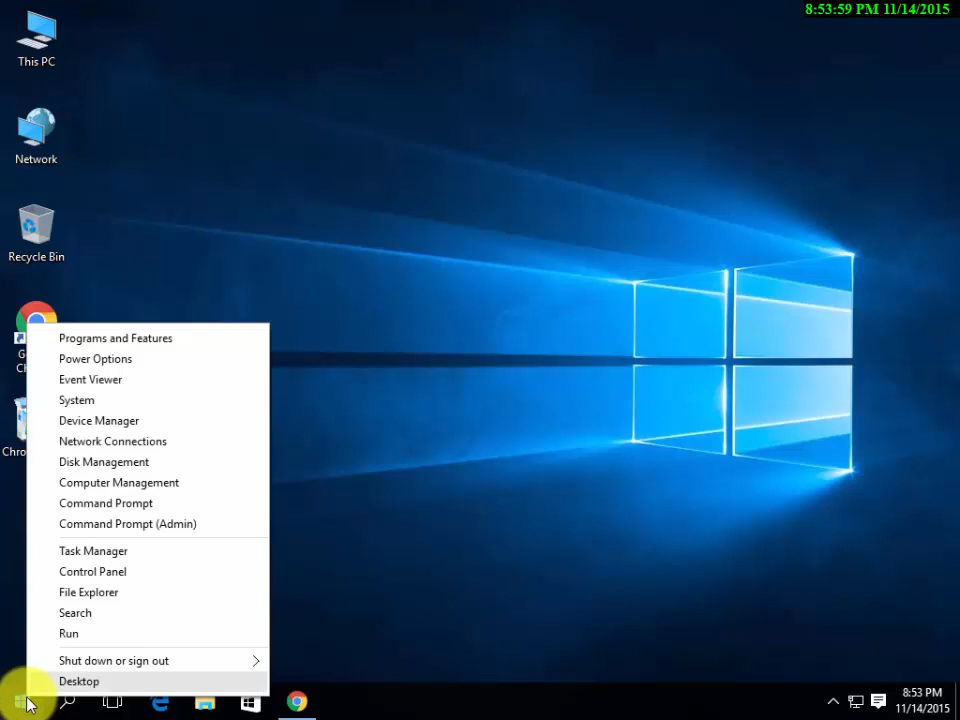 8:53:59 PM 11/14/2015
This PC
Network
Recycle Bin
G
Ch
Chro
Programs and Features
Power Options
Event Viewer
System
Device Manager
Network Connections
Disk Management
Computer Management
Command Prompt
Command Prompt (Admin)
Task Manager
Control Panel
File Explorer
Search
Run
Shut down or sign out
Desktop
8:53 PM
11/14/2015